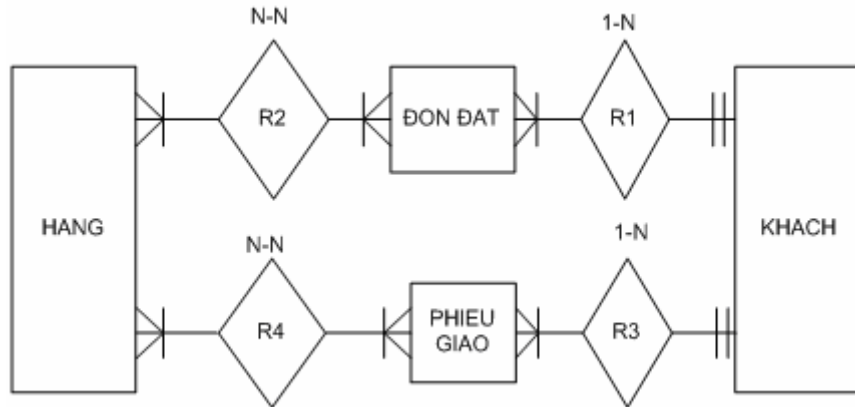 N-N
1-N
R2
ĐON ĐAT
R1
HANG
KHACH
N-N
1-N
R4
PHIEU
GIAO
R3